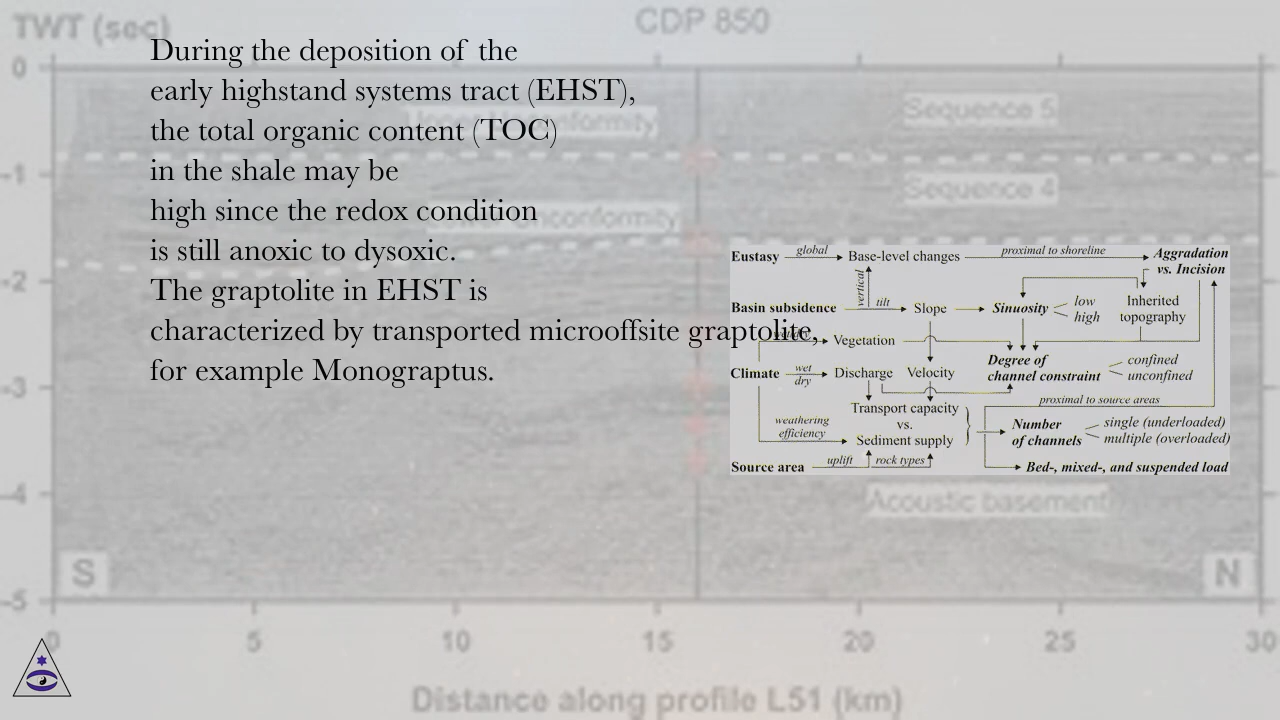 TWT (sec)
CDP 850
During the deposition of the
early highstand systems tract (EHST),
the total organic content (TOC)
in the shale may be
high since the redox condition
is still anoxic to dysoxic.
The graptolite in EHST is
characterized by transported microoffsite graptolite,
for example Monograptus.
Unconformity
Sequence 5
Sequence 4
Lower Unconformity
Eustasy global Base-level changes proximal to shoreline Aggradation
vs. Incision
vertical
Basin subsidence tilt Slope Sinuosity low
high
Inherited
topography
Vegetation
Degree of
channel constraint
confined
unconfined
Climate wet
dry
Discharge Velocity
proximal to source areas
Transport capacity
vs.
Sediment supply
weathering
efficiency
Number
of channels
single (underloaded)
multiple (overloaded)
Source area uplift rock types Bed-, mixed-, and suspended load
Acoustic basement
S
N
0
-1
-2
-3
-4
-5
0 5 10 15 20 25 30
Distance along profile L51 (km)